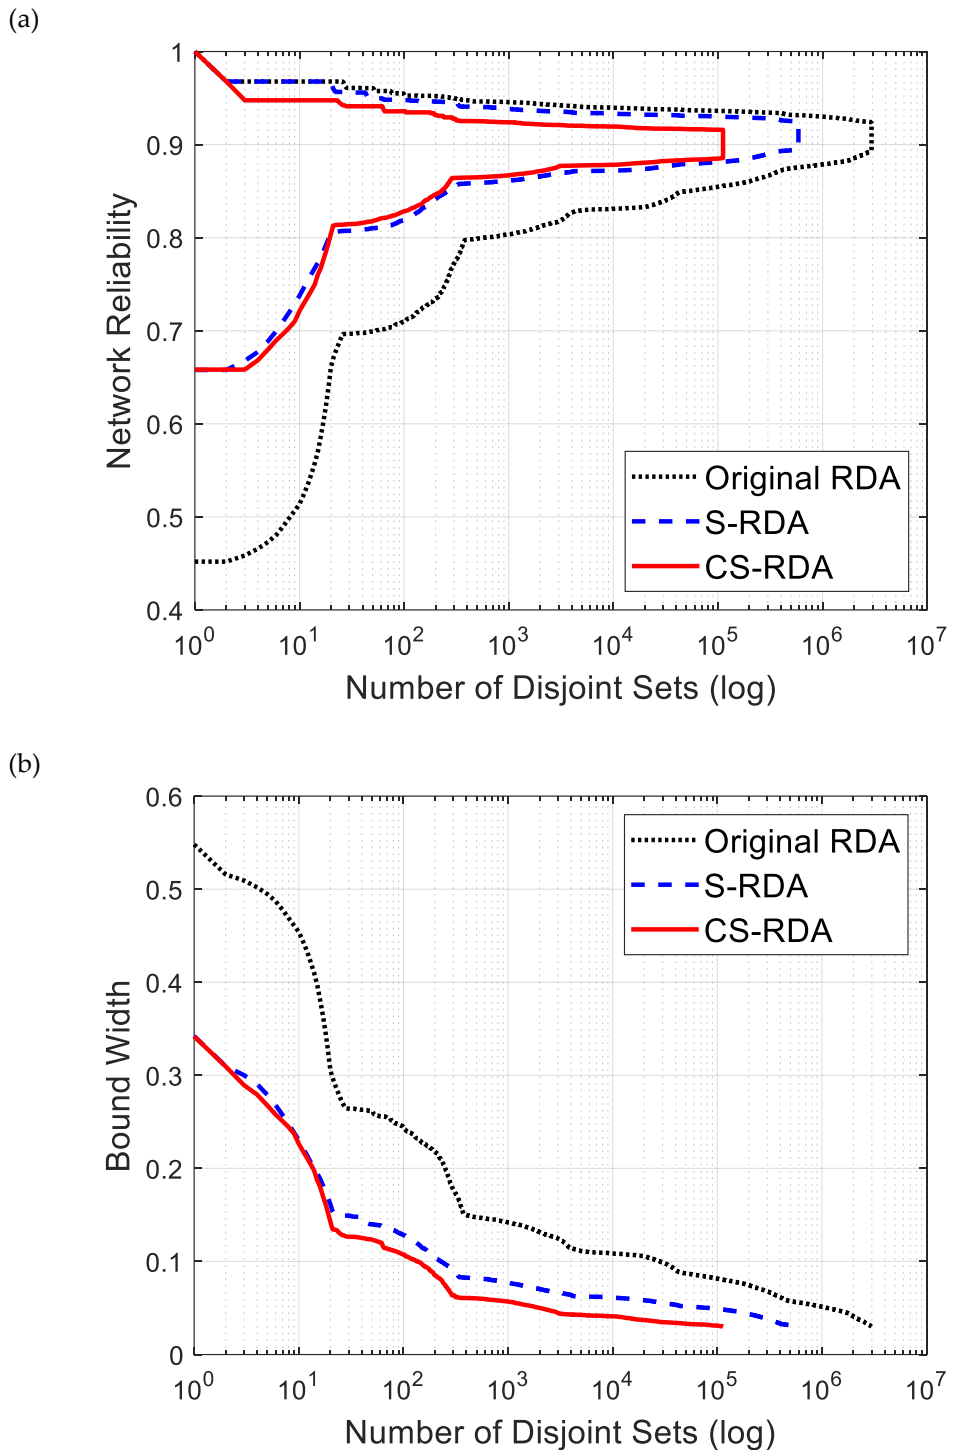 (a)
1
0.9
0.8
0.7
0.6
0.5
0.4
Network Reliability
Original RDA
S-RDA
CS-RDA
10^0 10^1 10^2 10^3 10^4 10^5 10^6 10^7
Number of Disjoint Sets (log)
(b)
0.6
0.5
0.4
0.3
0.2
0.1
0
Bound Width
Original RDA
S-RDA
CS-RDA
10^0 10^1 10^2 10^3 10^4 10^5 10^6 10^7
Number of Disjoint Sets (log)